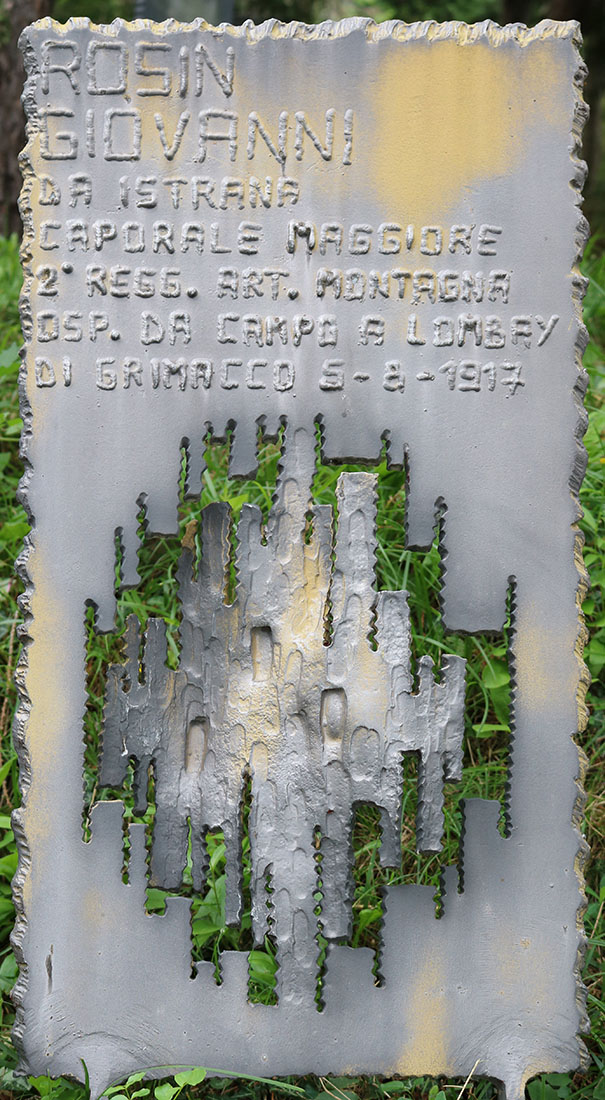 ROSIN
GIOVANNI
DA ISTRANA
CAPORALE MAGGIORE
2° REGG. ART. MONTAGNA
OSP. DA CAMPO A LOMBAY
DI GRIMACCO 5-8-1917